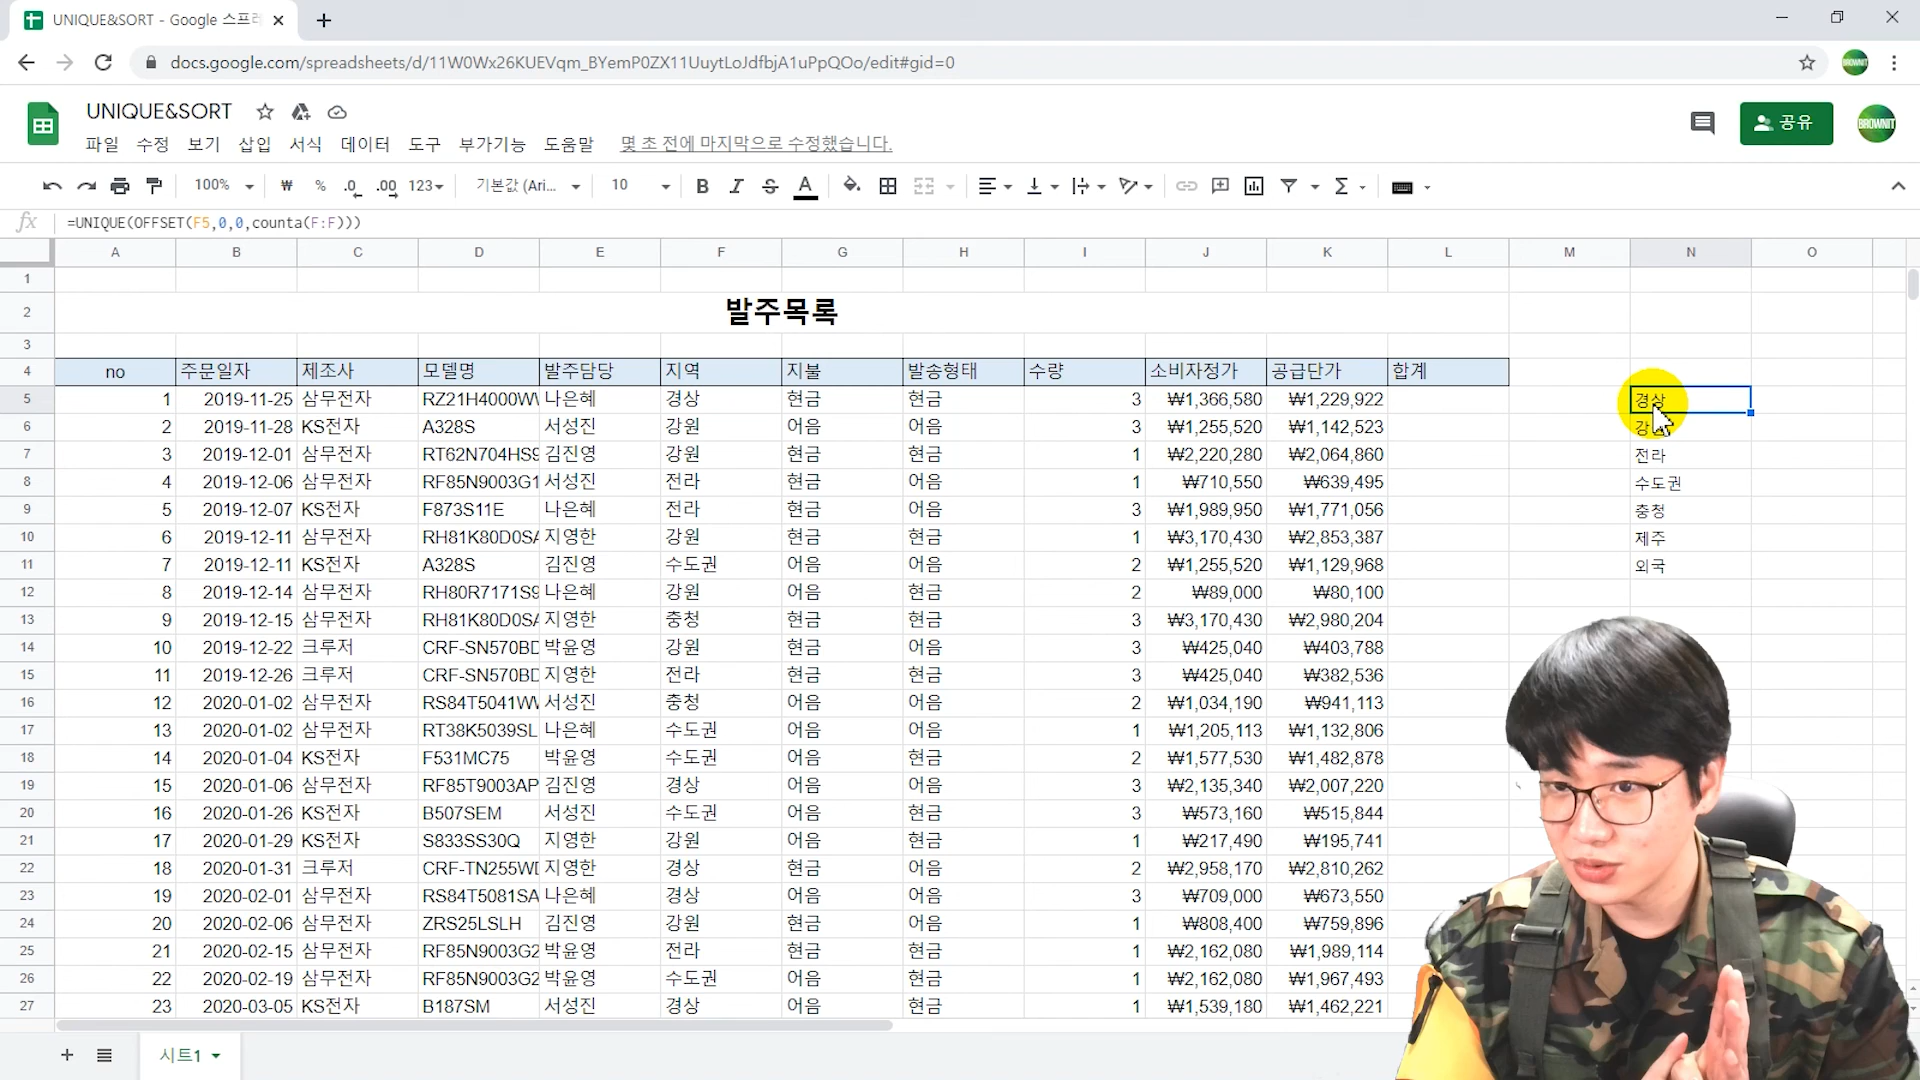 UNIQUE&SORT - Google 스프레
docs.google.com/spreadsheets/d/11W0Wx26KUEVqm_BYemP0ZX11UuytLoJdfbjA1uPpQOo/edit#gid=0
UNIQUE&SORT
파일 수정 보기 삽입 서식 데이터 도구 부가기능 도움말 몇 초 전에 마지막으로 수정했습니다.
공유
BROWNIT
100% ₩ % .0 .00 123 기본값 (Ari... 10 B I S A
fx =UNIQUE(OFFSET(F5,0,0,counta(F:F)))
A B C D E F G H I J K L M N O
1
2 발주목록
3
4 no 주문일자 제조사 모델명 발주담당 지역 지불 발송형태 수량 소비자정가 공급단가 합계
5 1 2019-11-25 삼무전자 RZ21H4000W 나은혜 경상 현금 현금 3 ₩1,366,580 ₩1,229,922 경상
6 2 2019-11-28 KS전자 A328S 서성진 강원 어음 어음 3 ₩1,255,520 ₩1,142,523
7 3 2019-12-01 삼무전자 RT62N704HS9 김진영 강원 현금 현금 1 ₩2,220,280 ₩2,064,860 전라
8 4 2019-12-06 삼무전자 RF85N9003G1 서성진 전라 현금 어음 1 ₩710,550 ₩639,495 수도권
9 5 2019-12-07 KS전자 F873S11E 나은혜 전라 현금 어음 3 ₩1,989,950 ₩1,771,056 충청
10 6 2019-12-11 삼무전자 RH81K80D0SA 지영한 강원 현금 현금 1 ₩3,170,430 ₩2,853,387 제주
11 7 2019-12-11 KS전자 A328S 김진영 수도권 어음 어음 2 ₩1,255,520 ₩1,129,968 외국
12 8 2019-12-14 삼무전자 RH80R7171S9 나은혜 강원 어음 현금 2 ₩89,000 ₩80,100
13 9 2019-12-15 삼무전자 RH81K80D0SA 지영한 충청 현금 현금 3 ₩3,170,430 ₩2,980,204
14 10 2019-12-22 크루저 CRF-SN570BD 박윤영 강원 현금 어음 3 ₩425,040 ₩403,788
15 11 2019-12-26 크루저 CRF-SN570BD 지영한 전라 현금 현금 3 ₩425,040 ₩382,536
16 12 2020-01-02 삼무전자 RS84T5041W 서성진 충청 어음 어음 2 ₩1,034,190 ₩941,113
17 13 2020-01-02 삼무전자 RT38K5039SL 나은혜 수도권 어음 어음 1 ₩1,205,113 ₩1,132,806
18 14 2020-01-04 KS전자 F531MC75 박윤영 수도권 어음 현금 2 ₩1,577,530 ₩1,482,878
19 15 2020-01-06 삼무전자 RF85T9003AP 김진영 경상 어음 어음 3 ₩2,135,340 ₩2,007,220
20 16 2020-01-26 KS전자 B507SEM 서성진 수도권 어음 현금 3 ₩573,160 ₩515,844
21 17 2020-01-29 KS전자 S833SS30Q 지영한 강원 어음 현금 1 ₩217,490 ₩195,741
22 18 2020-01-31 크루저 CRF-TN255WD 지영한 경상 현금 어음 2 ₩2,958,170 ₩2,810,262
23 19 2020-02-01 삼무전자 RS84T5081SA 나은혜 경상 어음 어음 3 ₩709,000 ₩673,550
24 20 2020-02-06 삼무전자 ZRS25LSLH 김진영 강원 현금 어음 1 ₩808,400 ₩759,896
25 21 2020-02-15 삼무전자 RF85N9003G2 박윤영 전라 현금 현금 1 ₩2,162,080 ₩1,989,114
26 22 2020-02-19 삼무전자 RF85N9003G2 박윤영 수도권 어음 현금 1 ₩2,162,080 ₩1,967,493
27 23 2020-03-05 KS전자 B187SM 서성진 경상 어음 현금 1 ₩1,539,180 ₩1,462,221
시트1